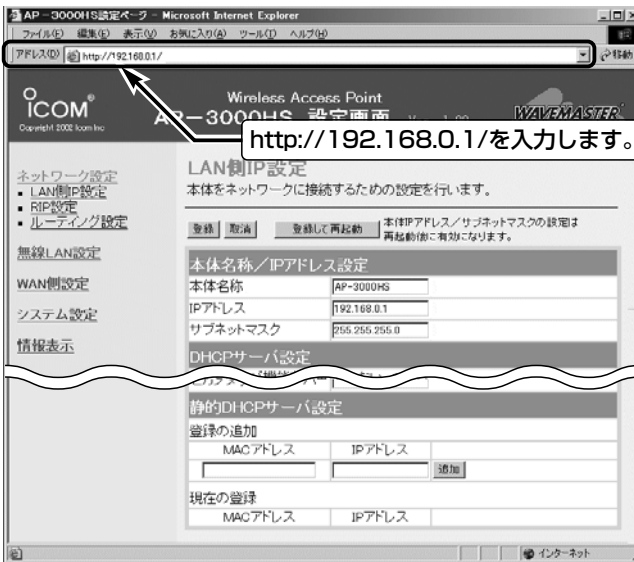 AP－3000HS設定ページ - Microsoft Internet Explorer
ファイル(F) 編集(E) 表示(V) お気に入り(A) ツール(T) ヘルプ(H)
アドレス(D) http://192.168.0.1/ 移動
ICOM®
Copyright 2002 Icom Inc
Wireless Access Point
AP－3000HS 設定画面
WAVEMASTER
http://192.168.0.1/を入力します。
ネットワーク設定
LAN側IP設定
RIP設定
ルーティング設定
無線LAN設定
WAN側設定
システム設定
情報表示
LAN側IP設定
本体をネットワークに接続するための設定を行います。
登録 取消 登録して再起動 本体IPアドレス／サブネットマスクの設定は
再起動後に有効になります。
本体名称／IPアドレス設定
本体名称 AP-3000HS
IPアドレス 192.168.0.1
サブネットマスク 255.255.255.0
DHCPサーバ設定
静的DHCPサーバ設定
登録の追加
MACアドレス IPアドレス
追加
現在の登録
MACアドレス IPアドレス
インターネット